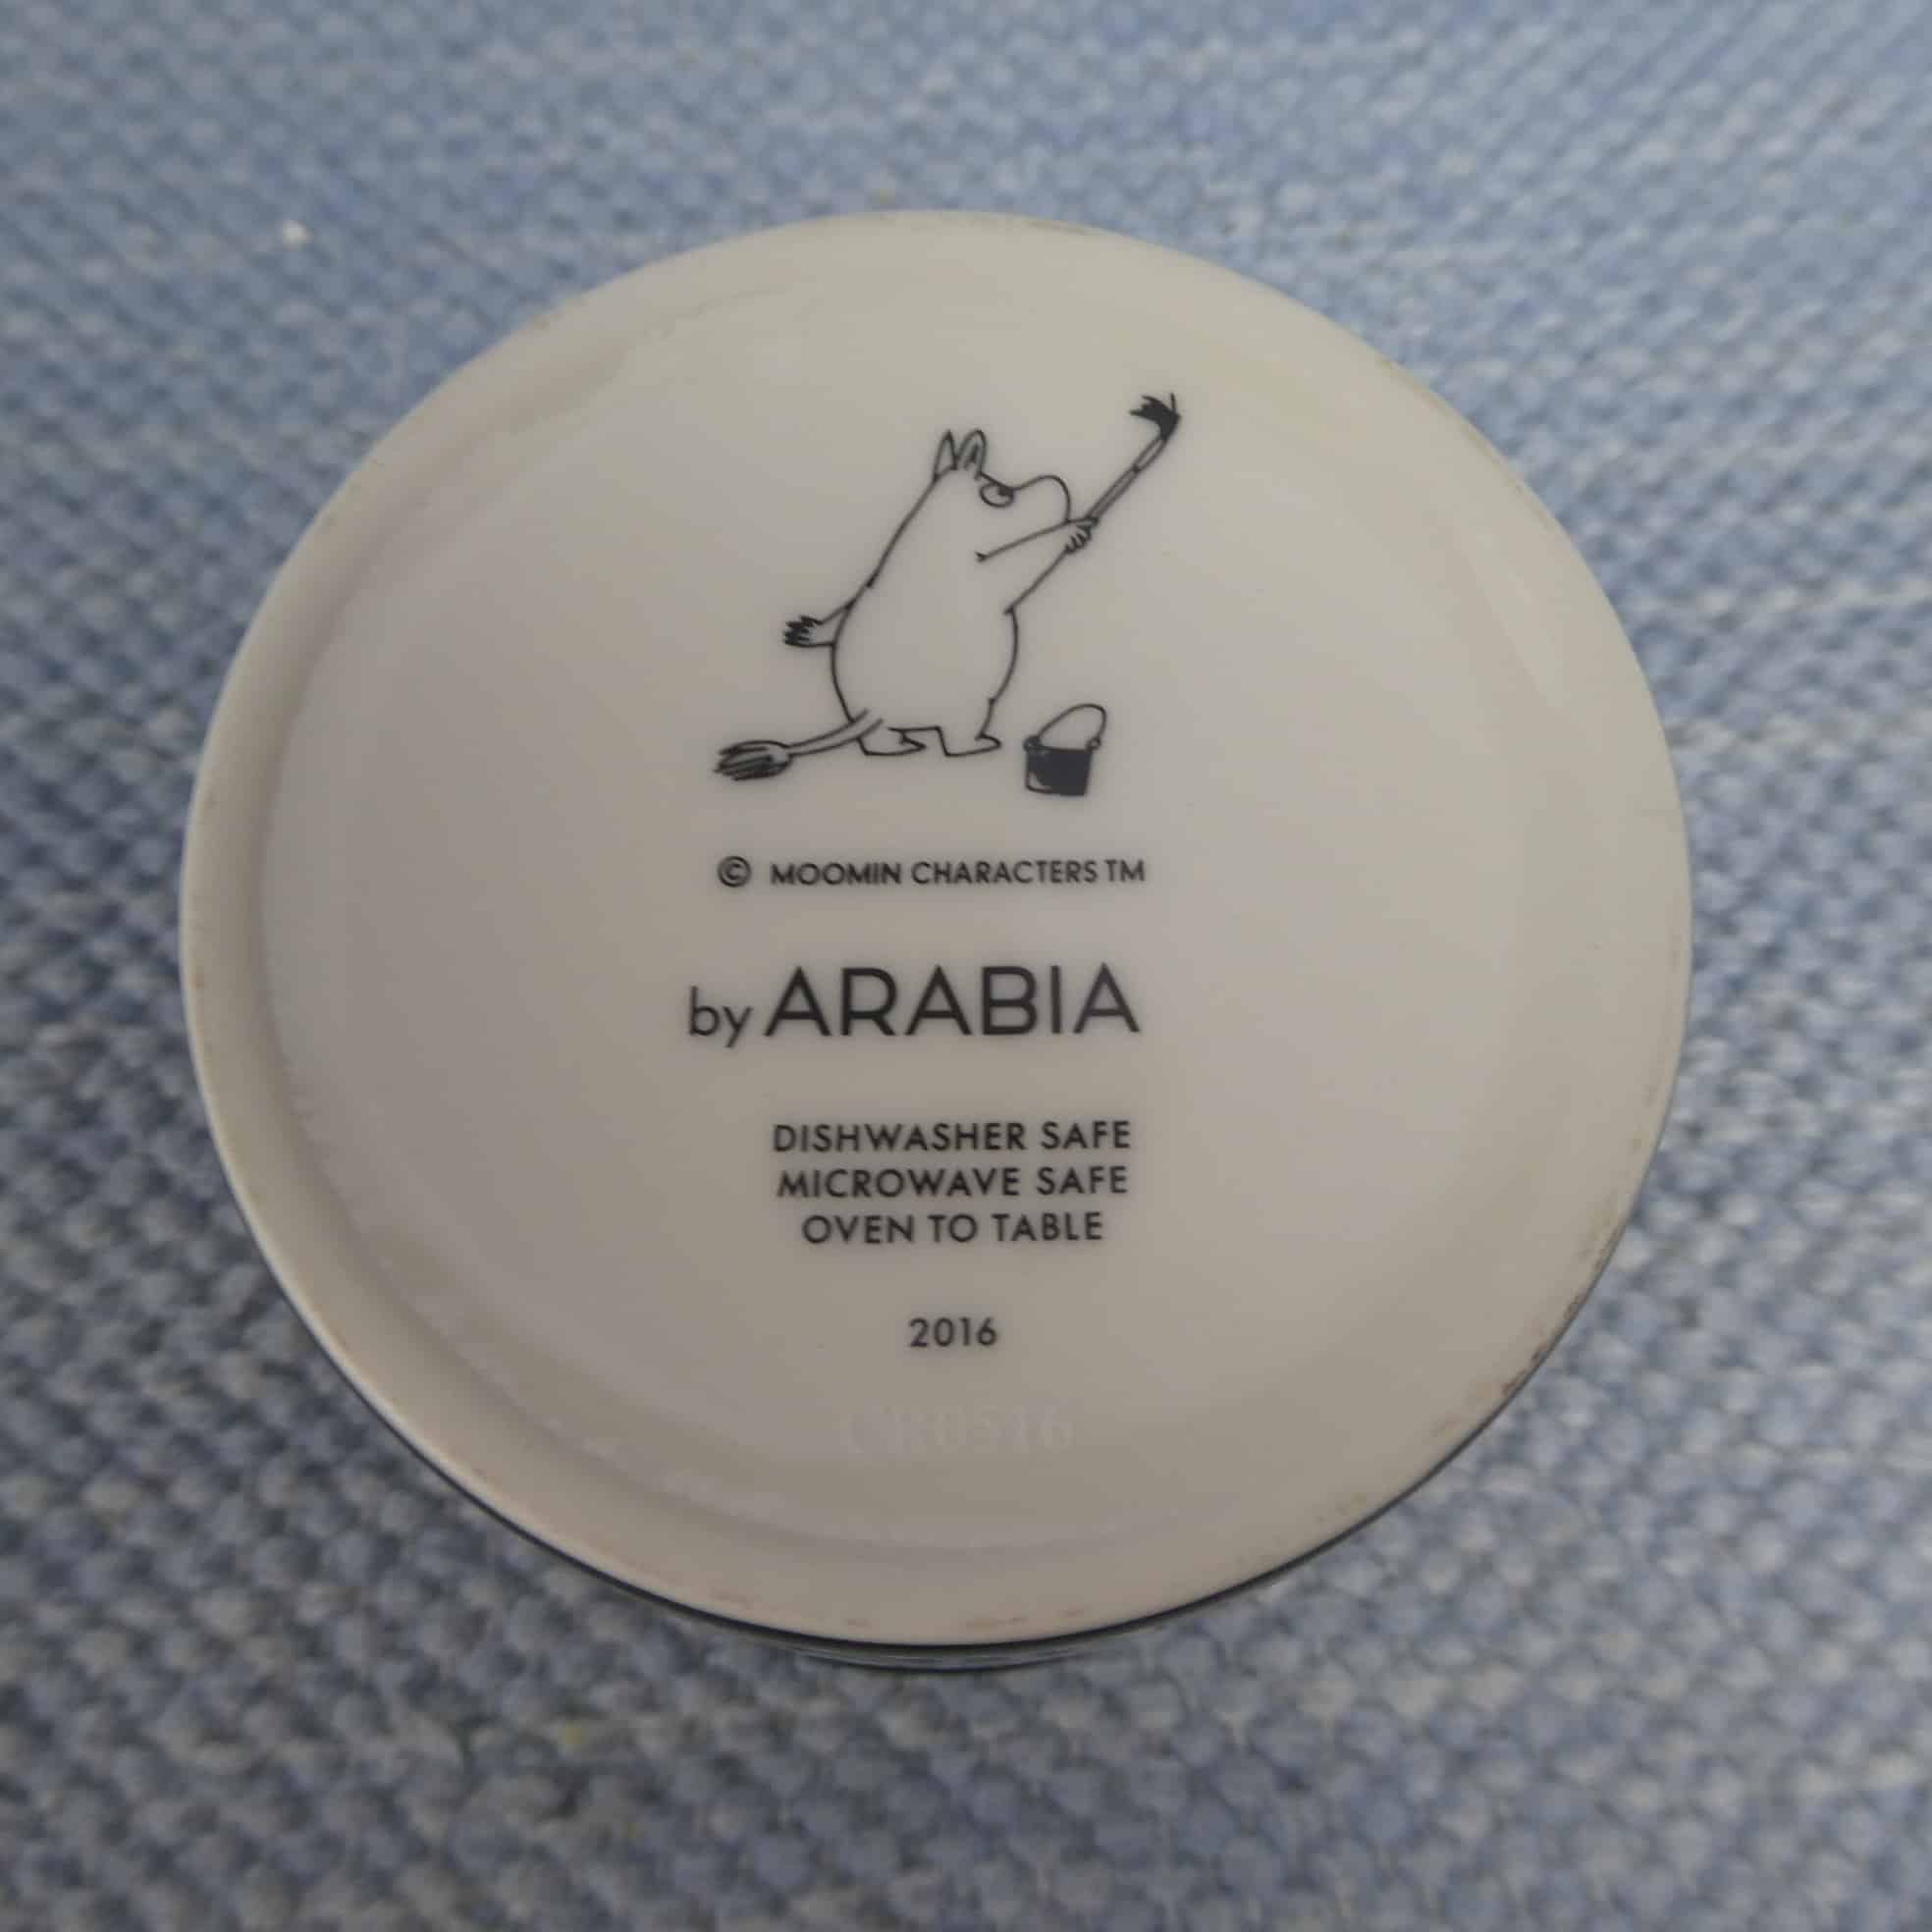 © MOOMIN CHARACTERS TM
by ARABIA
DISHWASHER SAFE
MICROWAVE SAFE
OVEN TO TABLE
2016